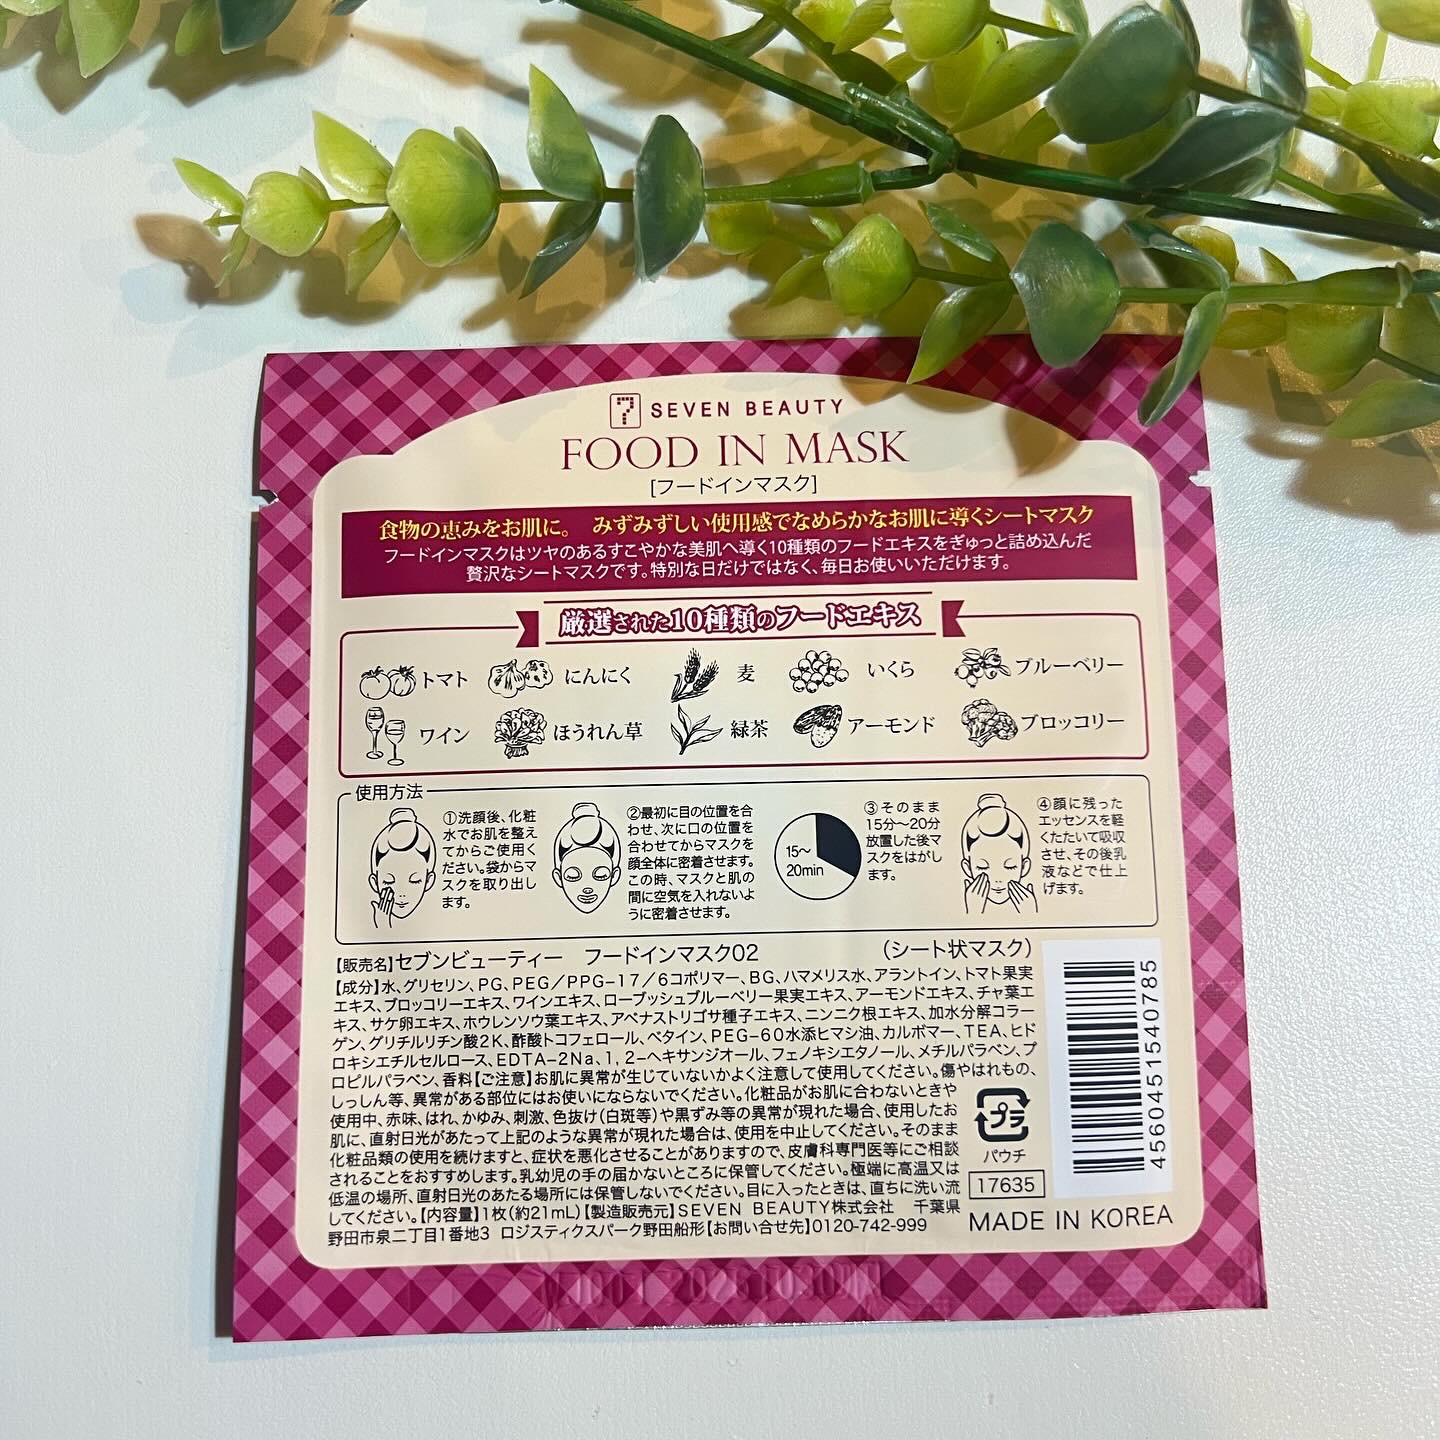 7 SEVEN BEAUTY
FOOD IN MASK
[フードインマスク]
食物の恵みをお肌に。 みずみずしい使用感でなめらかなお肌に導くシートマスク
フードインマスクはツヤのあるすこやかな美肌へ導く10種類のフードエキスをぎゅっと詰め込んだ
贅沢なシートマスクです。特別な日だけではなく、毎日お使いいただけます。
厳選された10種類のフードエキス
トマト にんにく 麦 いくら ブルーベリー
ワイン ほうれん草 緑茶 アーモンド ブロッコリー
使用方法
①洗顔後、化粧
水でお肌を整え
てからご使用く
ださい。袋からマ
スクを取り出し
ます。
②最初に目の位置を合
わせ、次に口の位置を
合わせてからマスクを
顔全体に密着させます。
この時、マスクと肌の
間に空気を入れないよ
うに密着させます。
15〜
20min
③そのまま
15分〜20分
放置した後マ
スクをはがし
ます。
④顔に残った
エッセンスを軽
くたたいて吸収
させ、その後乳
液などで仕上
げます。
【販売名】セブンビューティー フードインマスク02 (シート状マスク)
【成分】水、グリセリン、PG、PEG/PPG-17/6コポリマー、BG、ハマメリス水、アラントイン、トマト果実
エキス、ブロッコリーエキス、ワインエキス、ローブッシュブルーベリー果実エキス、アーモンドエキス、チャ葉エ
キス、サケ卵エキス、ホウレンソウ葉エキス、アベナストリゴサ種子エキス、ニンニク根エキス、加水分解コラー
ゲン、グリチルリチン酸2K、酢酸トコフェロール、ベタイン、PEG-60水添ヒマシ油、カルボマー、TEA、ヒド
ロキシエチルセルロース、EDTA-2Na、1,2-ヘキサンジオール、フェノキシエタノール、メチルパラベン、プ
ロピルパラベン、香料【ご注意】お肌に異常が生じていないかよく注意して使用してください。傷やはれもの、
しっしん等、異常がある部位にはお使いにならないでください。化粧品がお肌に合わないときや
使用中、赤味、はれ、かゆみ、刺激、色抜け(白斑等)や黒ずみ等の異常が現れた場合、使用したお
肌に、直射日光があたって上記のような異常が現れた場合は、使用を中止してください。そのまま
化粧品類の使用を続けますと、症状を悪化させることがありますので、皮膚科専門医等にご相談
されることをおすすめします。乳幼児の手の届かないところに保管してください。極端に高温又は
低温の場所、直射日光のあたる場所には保管しないでください。目に入ったときは、直ちに洗い流
してください。【内容量】1枚(約21mL)【製造販売元】SEVEN BEAUTY株式会社 千葉県
野田市泉二丁目1番地3 ロジスティクスパーク野田船形【お問い合せ先】0120-742-999
プラ
パウチ
17635
MADE IN KOREA
4560451540785